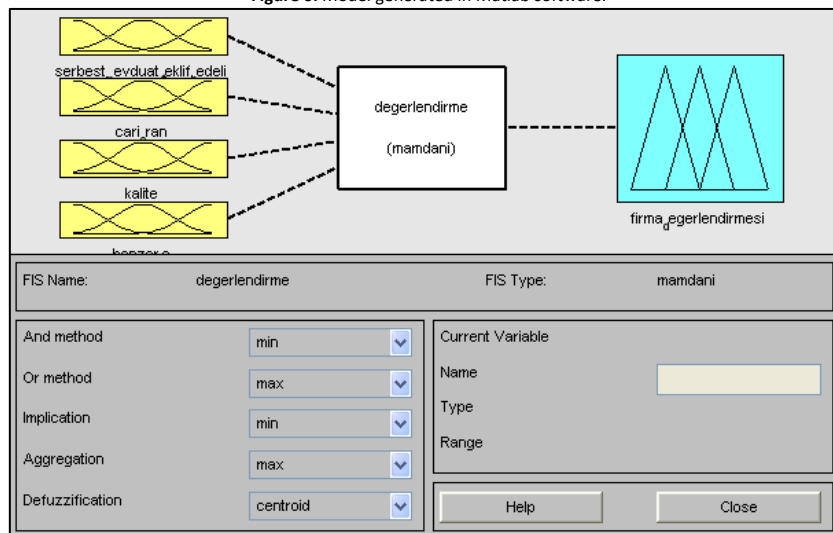 serbest_evduat_eklif_edeli
cari_ran
kalite
degerlendirme
(mamdani)
firma_degerlendirmesi
FIS Name:
degerlendirme
FIS Type:
mamdani
And method
min
Or method
max
Implication
min
Aggregation
max
Defuzzification
centroid
Current Variable
Name
Type
Range
Help
Close